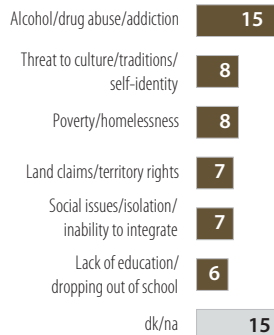 Alcohol/drug abuse/addiction 15
Threat to culture/traditions/
self-identity 8
Poverty/homelessness 8
Land claims/territory rights 7
Social issues/isolation/
inability to integrate 7
Lack of education/
dropping out of school 6
dk/na 15